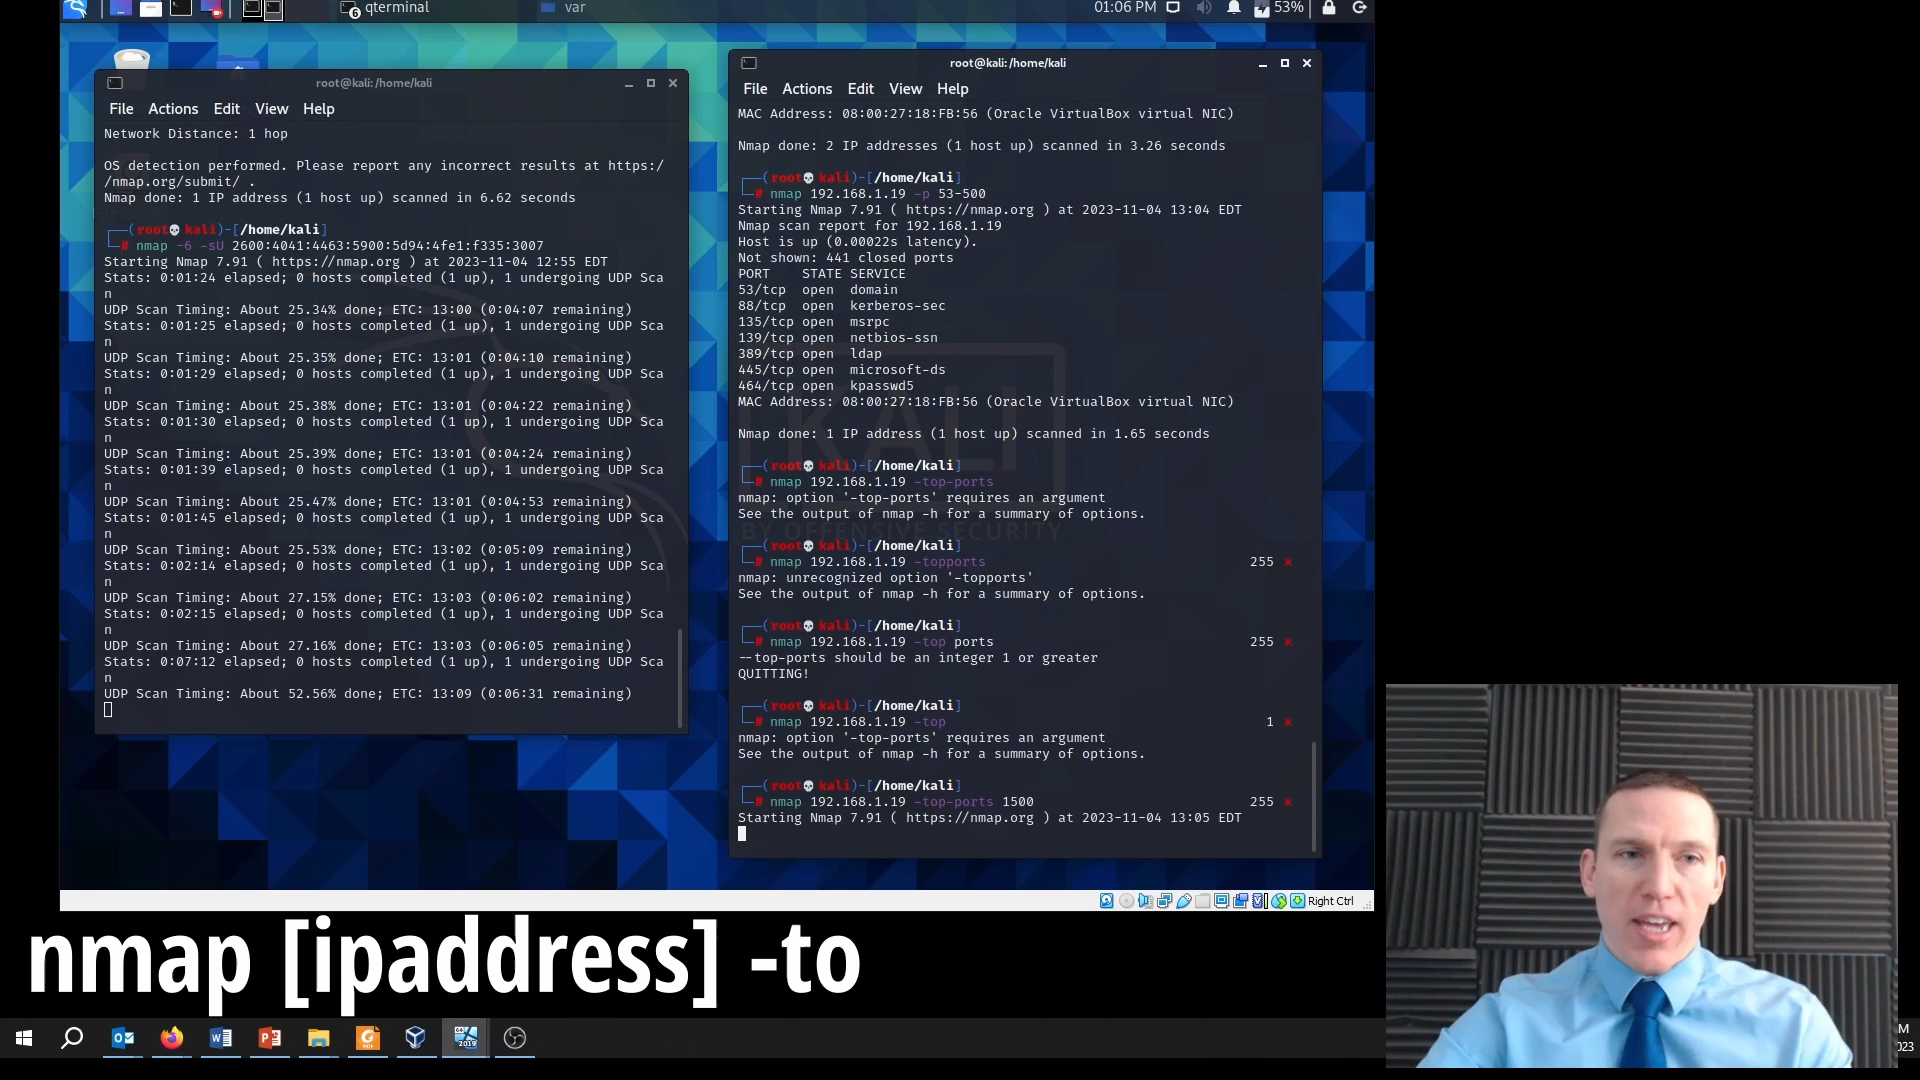 qterminal
6
var
01:06 PM
53%
root@kali:/home/kali
File Actions Edit View Help
Network Distance: 1 hop
OS detection performed. Please report any incorrect results at https:/
/nmap.org/submit/ .
Nmap done: 1 IP address (1 host up) scanned in 6.62 seconds
(root kali)-[/home/kali]
# nmap -6 -sU 2600:4041:4463:5900:5d94:4fe1:f335:3007
Starting Nmap 7.91 ( https://nmap.org ) at 2023-11-04 12:55 EDT
Stats: 0:01:24 elapsed; 0 hosts completed (1 up), 1 undergoing UDP Sca
n
UDP Scan Timing: About 25.34% done; ETC: 13:00 (0:04:07 remaining)
Stats: 0:01:25 elapsed; 0 hosts completed (1 up), 1 undergoing UDP Sca
n
UDP Scan Timing: About 25.35% done; ETC: 13:01 (0:04:10 remaining)
Stats: 0:01:29 elapsed; 0 hosts completed (1 up), 1 undergoing UDP Sca
n
UDP Scan Timing: About 25.38% done; ETC: 13:01 (0:04:22 remaining)
Stats: 0:01:30 elapsed; 0 hosts completed (1 up), 1 undergoing UDP Sca
n
UDP Scan Timing: About 25.39% done; ETC: 13:01 (0:04:24 remaining)
Stats: 0:01:39 elapsed; 0 hosts completed (1 up), 1 undergoing UDP Sca
n
UDP Scan Timing: About 25.47% done; ETC: 13:01 (0:04:53 remaining)
Stats: 0:01:45 elapsed; 0 hosts completed (1 up), 1 undergoing UDP Sca
n
UDP Scan Timing: About 25.53% done; ETC: 13:02 (0:05:09 remaining)
Stats: 0:02:14 elapsed; 0 hosts completed (1 up), 1 undergoing UDP Sca
n
UDP Scan Timing: About 27.15% done; ETC: 13:03 (0:06:02 remaining)
Stats: 0:02:15 elapsed; 0 hosts completed (1 up), 1 undergoing UDP Sca
n
UDP Scan Timing: About 27.16% done; ETC: 13:03 (0:06:05 remaining)
Stats: 0:07:12 elapsed; 0 hosts completed (1 up), 1 undergoing UDP Sca
n
UDP Scan Timing: About 52.56% done; ETC: 13:09 (0:06:31 remaining)
root@kali:/home/kali
File Actions Edit View Help
MAC Address: 08:00:27:18:FB:56 (Oracle VirtualBox virtual NIC)
Nmap done: 2 IP addresses (1 host up) scanned in 3.26 seconds
(root kali)-[/home/kali]
# nmap 192.168.1.19 -p 53-500
Starting Nmap 7.91 ( https://nmap.org ) at 2023-11-04 13:04 EDT
Nmap scan report for 192.168.1.19
Host is up (0.00022s latency).
Not shown: 441 closed ports
PORT STATE SERVICE
53/tcp open domain
88/tcp open kerberos-sec
135/tcp open msrpc
139/tcp open netbios-ssn
389/tcp open ldap
445/tcp open microsoft-ds
464/tcp open kpasswd5
MAC Address: 08:00:27:18:FB:56 (Oracle VirtualBox virtual NIC)
Nmap done: 1 IP address (1 host up) scanned in 1.65 seconds
(root kali)-[/home/kali]
# nmap 192.168.1.19 -top-ports
nmap: option '-top-ports' requires an argument
See the output of nmap -h for a summary of options.
BY OFFENSIVE SECURITY
(root kali)-[/home/kali]
# nmap 192.168.1.19 -topports 255 ×
nmap: unrecognized option '-topports'
See the output of nmap -h for a summary of options.
(root kali)-[/home/kali]
# nmap 192.168.1.19 -top ports 255 ×
--top-ports should be an integer 1 or greater
QUITTING!
(root kali)-[/home/kali]
# nmap 192.168.1.19 -top 1 ×
nmap: option '-top-ports' requires an argument
See the output of nmap -h for a summary of options.
(root kali)-[/home/kali]
# nmap 192.168.1.19 -top-ports 1500 255 ×
Starting Nmap 7.91 ( https://nmap.org ) at 2023-11-04 13:05 EDT
KALI
Right Ctrl
nmap [ipaddress] -to
2019
PDF
M
023